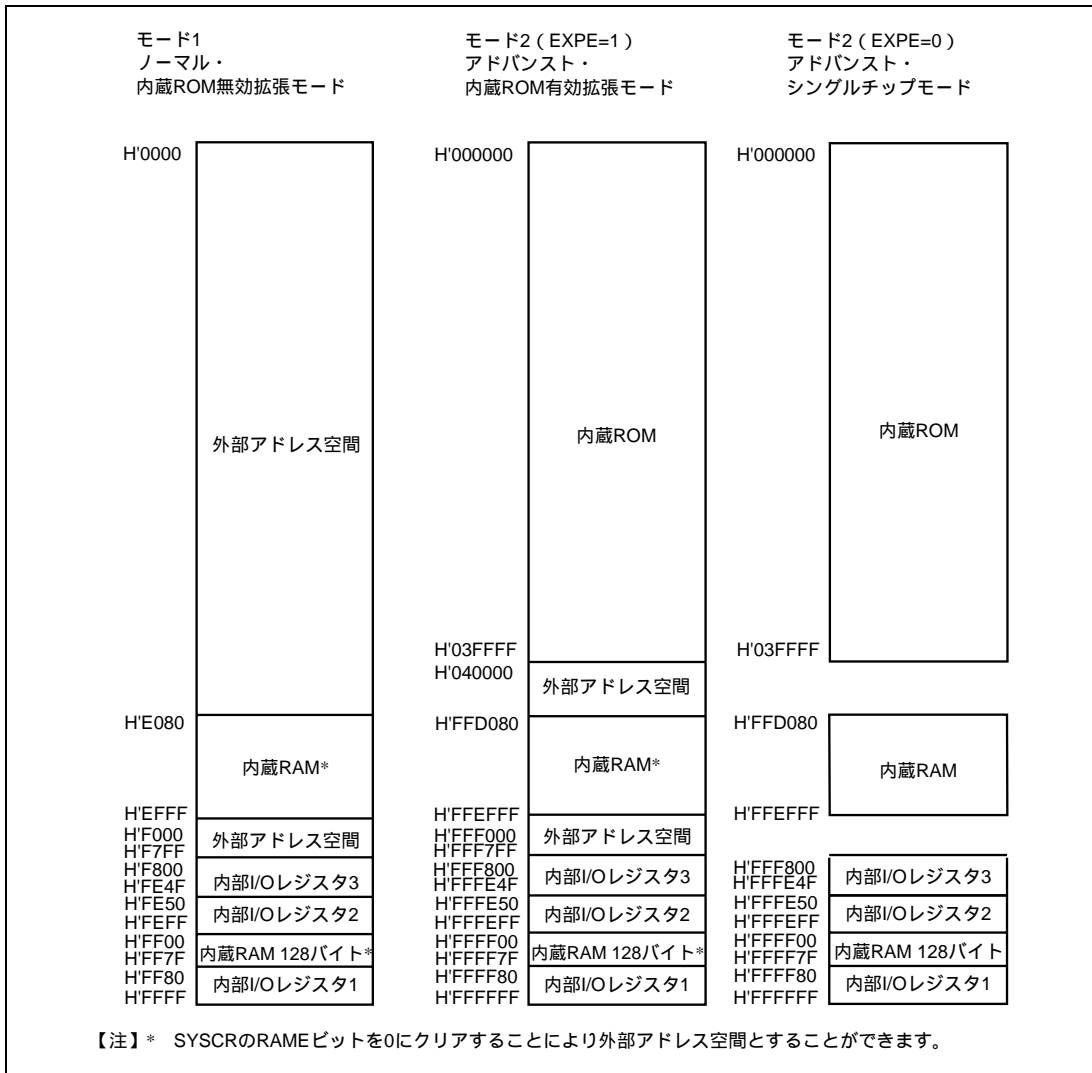 モード1
ノーマル・
内蔵ROM無効拡張モード
H'0000
外部アドレス空間
H'E080
内蔵RAM*
H'EFFF
H'F000
外部アドレス空間
H'F7FF
H'F800
内部I/Oレジスタ3
H'FE4F
H'FE50
内部I/Oレジスタ2
H'FEFF
H'FF00
内蔵RAM 128バイト*
H'FF7F
H'FF80
内部I/Oレジスタ1
H'FFFF
モード2(EXPE=1)
アドバンスト・
内蔵ROM有効拡張モード
H'000000
内蔵ROM
H'03FFFF
H'040000
外部アドレス空間
H'FFD080
内蔵RAM*
H'FFEFFF
H'FFF000
外部アドレス空間
H'FFF7FF
H'FFF800
内部I/Oレジスタ3
H'FFFE4F
H'FFFE50
内部I/Oレジスタ2
H'FFFEFF
H'FFFF00
内蔵RAM 128バイト*
H'FFFF7F
H'FFFF80
内部I/Oレジスタ1
H'FFFFFF
モード2(EXPE=0)
アドバンスト・
シングルチップモード
H'000000
内蔵ROM
H'03FFFF
H'FFD080
内蔵RAM
H'FFEFFF
H'FFF800
内部I/Oレジスタ3
H'FFFE4F
H'FFFE50
内部I/Oレジスタ2
H'FFFEFF
H'FFFF00
内蔵RAM 128バイト
H'FFFF7F
H'FFFF80
内部I/Oレジスタ1
H'FFFFFF
【注】* SYSCRのRAMEビットを0にクリアすることにより外部アドレス空間とすることができます。